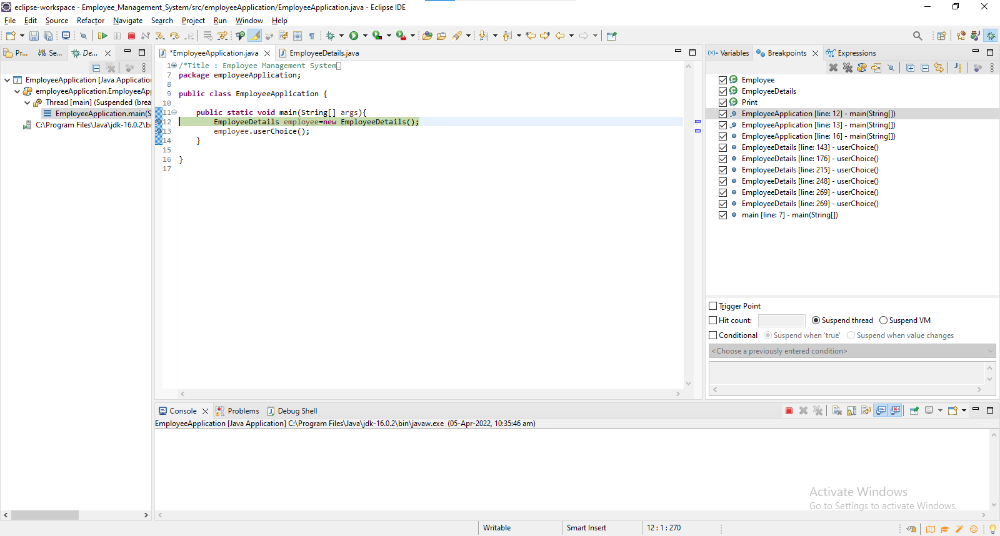 eclipse-workspace - Employee_Management_System/src/employeeApplication/EmployeeApplication.java - Eclipse IDE
File Edit Source Refactor Navigate Search Project Run Window Help
Pr... Se... De...
EmployeeApplication [Java Application
employeeApplication.EmployeeApp
Thread [main] (Suspended (brea
EmployeeApplication.main(S
C:\Program Files\Java\jdk-16.0.2\bi
*EmployeeApplication.java EmployeeDetails.java
1 /*Title : Employee Management System
7 package employeeApplication;
8
9 public class EmployeeApplication {
10
11 public static void main(String[] args){
12 EmployeeDetails employee=new EmployeeDetails();
13 employee.userChoice();
14 }
15
16 }
17
(x)= Variables Breakpoints Expressions
Employee
EmployeeDetails
Print
EmployeeApplication [line: 12] - main(String[])
EmployeeApplication [line: 13] - main(String[])
EmployeeApplication [line: 16] - main(String[])
EmployeeDetails [line: 143] - userChoice()
EmployeeDetails [line: 176] - userChoice()
EmployeeDetails [line: 215] - userChoice()
EmployeeDetails [line: 248] - userChoice()
EmployeeDetails [line: 269] - userChoice()
EmployeeDetails [line: 269] - userChoice()
main [line: 7] - main(String[])
Trigger Point
Hit count: Suspend thread Suspend VM
Conditional Suspend when 'true' Suspend when value changes
<Choose a previously entered condition>
Console Problems Debug Shell
EmployeeApplication [Java Application] C:\Program Files\Java\jdk-16.0.2\bin\javaw.exe (05-Apr-2022, 10:35:46 am)
Activate Windows
Go to Settings to activate Windows.
Writable Smart Insert 12 : 1 : 270